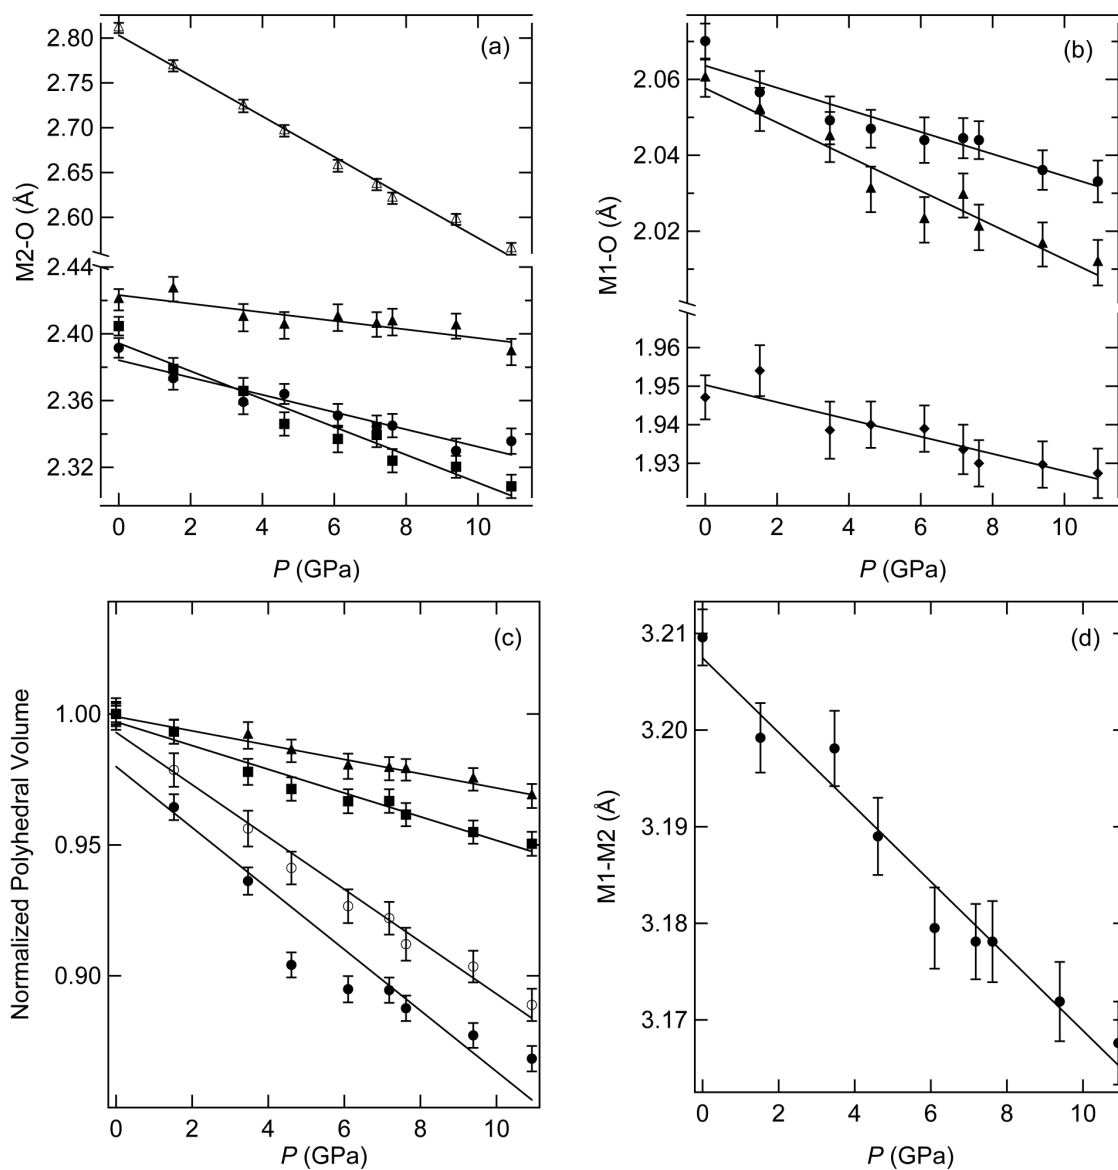 (a)
M2-O (Å)
2.80
2.75
2.70
2.65
2.60
2.44
2.40
2.36
2.32
0 2 4 6 8 10
P (GPa)
(b)
M1-O (Å)
2.06
2.04
2.02
1.96
1.95
1.94
1.93
0 2 4 6 8 10
P (GPa)
(c)
Normalized Polyhedral Volume
1.00
0.95
0.90
0 2 4 6 8 10
P (GPa)
(d)
M1-M2 (Å)
3.21
3.20
3.19
3.18
3.17
0 2 4 6 8 10
P (GPa)